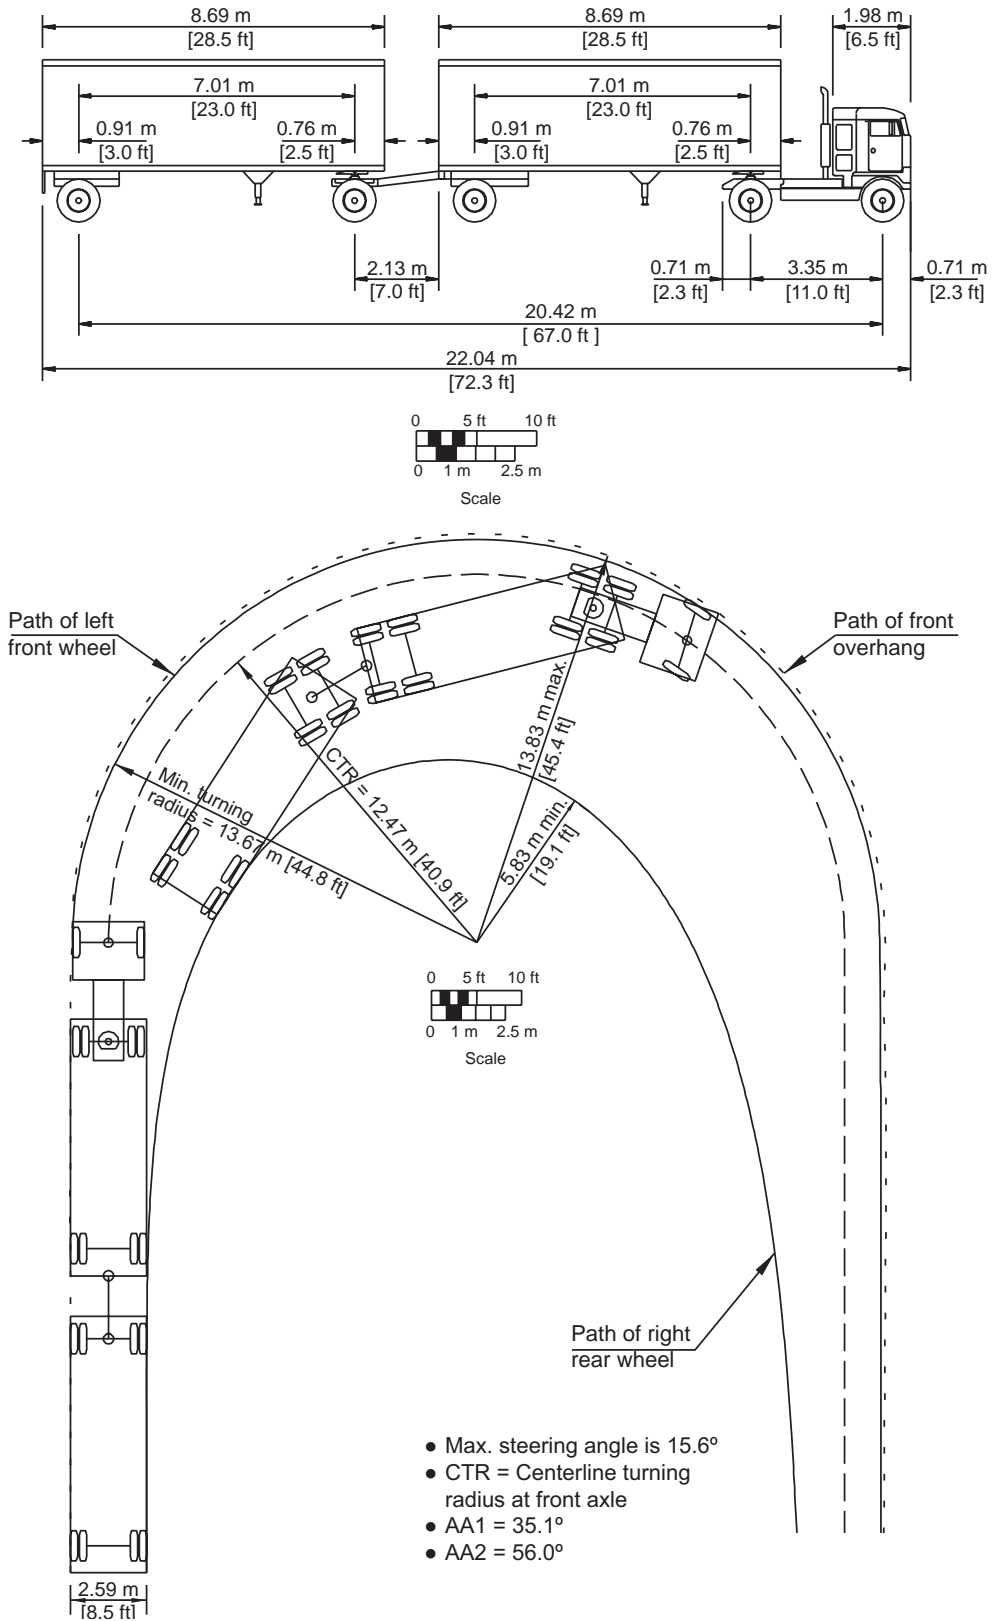 8.69 m
[28.5 ft]
8.69 m
[28.5 ft]
1.98 m
[6.5 ft]
7.01 m
[23.0 ft]
7.01 m
[23.0 ft]
0.91 m
[3.0 ft]
0.76 m
[2.5 ft]
0.91 m
[3.0 ft]
0.76 m
[2.5 ft]
2.13 m
[7.0 ft]
0.71 m
[2.3 ft]
3.35 m
[11.0 ft]
0.71 m
[2.3 ft]
20.42 m
[ 67.0 ft ]
22.04 m
[72.3 ft]
0 5 ft 10 ft
0 1 m 2.5 m
Scale
Path of left
front wheel
Path of front
overhang
13.83 m max.
[45.4 ft]
CTR = 12.47 m [40.9 ft]
Min. turning
radius = 13.67 m [44.8 ft]
5.83 m min.
[19.1 ft]
0 5 ft 10 ft
0 1 m 2.5 m
Scale
Path of right
rear wheel
● Max. steering angle is 15.6º
● CTR = Centerline turning
radius at front axle
● AA1 = 35.1º
● AA2 = 56.0º
2.59 m
[8.5 ft]